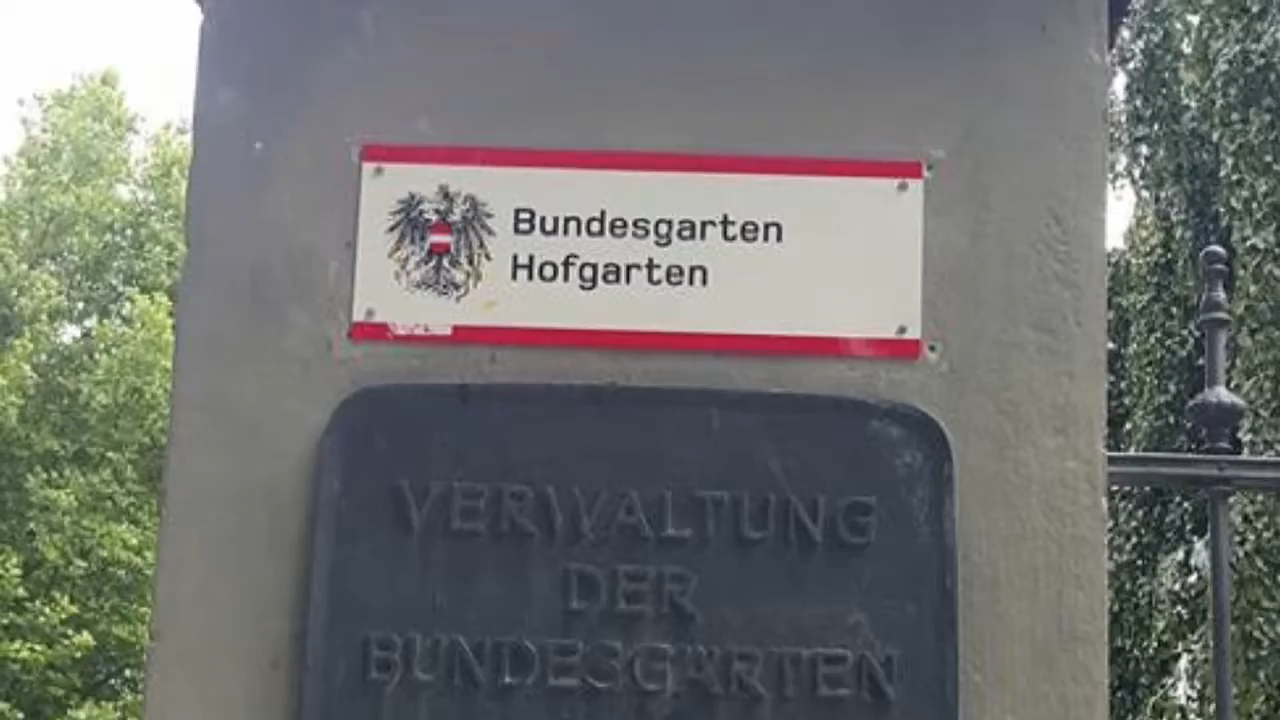 Bundesgarten
Hofgarten
VERWALTUNG
DER
BUNDESGÄRTEN